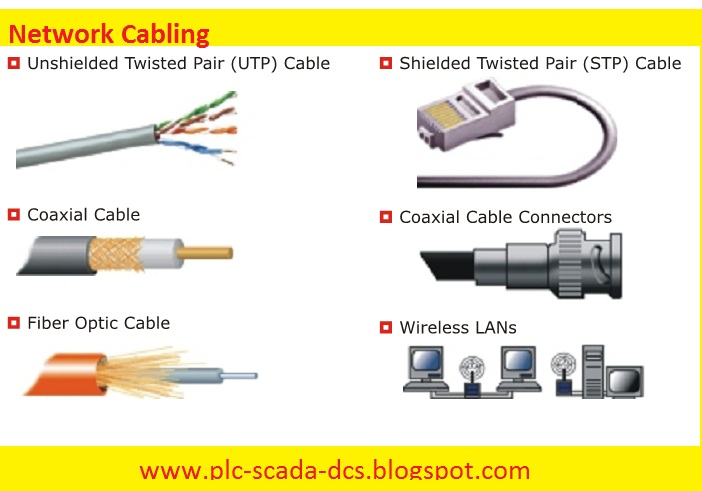 Network Cabling
Unshielded Twisted Pair (UTP) Cable
Shielded Twisted Pair (STP) Cable
Coaxial Cable
Coaxial Cable Connectors
Fiber Optic Cable
Wireless LANs
www.plc-scada-dcs.blogspot.com